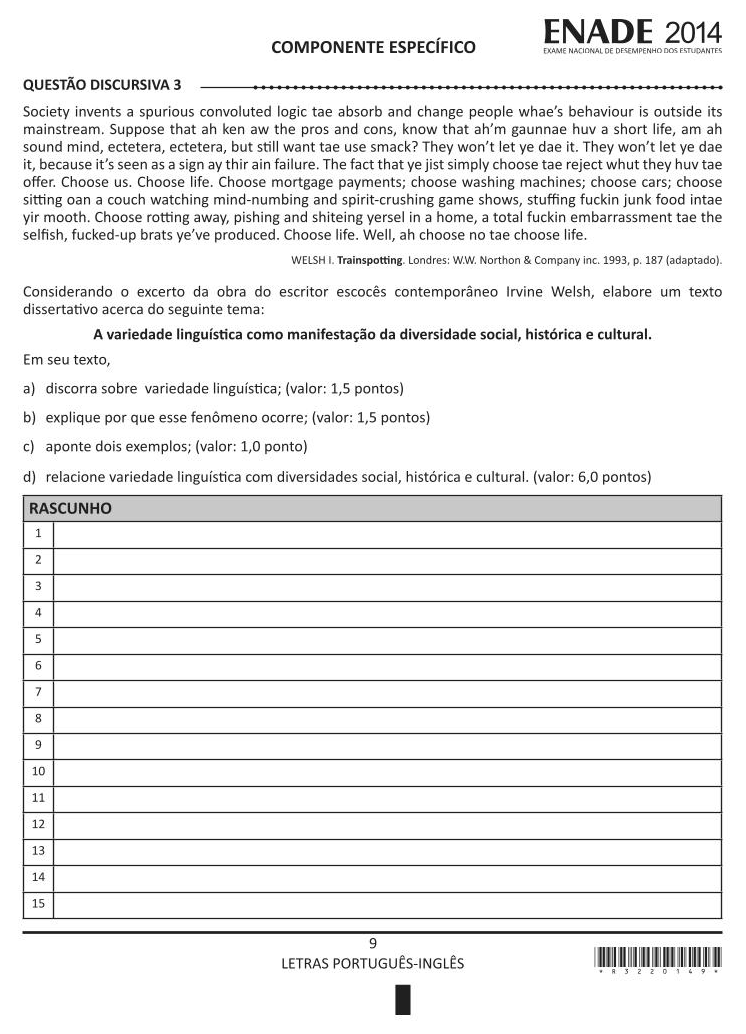 ENADE 2014
EXAME NACIONAL DE DESEMPENHO DOS ESTUDANTES
COMPONENTE ESPECÍFICO
QUESTÃO DISCURSIVA 3
Society invents a spurious convoluted logic tae absorb and change people whae's behaviour is outside its
mainstream. Suppose that ah ken aw the pros and cons, know that ah'm gaunnae huv a short life, am ah
sound mind, ectetera, ectetera, but still want tae use smack? They won't let ye dae it. They won't let ye dae
it, because it's seen as a sign ay thir ain failure. The fact that ye jist simply choose tae reject whut they huv tae
offer. Choose us. Choose life. Choose mortgage payments; choose washing machines; choose cars; choose
sitting oan a couch watching mind-numbing and spirit-crushing game shows, stuffing fuckin junk food intae
yir mooth. Choose rotting away, pishing and shiteing yersel in a home, a total fuckin embarrassment tae the
selfish, fucked-up brats ye've produced. Choose life. Well, ah choose no tae choose life.
WELSH I. Trainspotting. Londres: W.W. Northon & Company inc. 1993, p. 187 (adaptado).
Considerando o excerto da obra do escritor escocês contemporâneo Irvine Welsh, elabore um texto
dissertativo acerca do seguinte tema:
A variedade linguística como manifestação da diversidade social, histórica e cultural.
Em seu texto,
a) discorra sobre variedade linguística; (valor: 1,5 pontos)
b) explique por que esse fenômeno ocorre; (valor: 1,5 pontos)
c) aponte dois exemplos; (valor: 1,0 ponto)
d) relacione variedade linguística com diversidades social, histórica e cultural. (valor: 6,0 pontos)
RASCUNHO
1
2
3
4
5
6
7
8
9
10
11
12
13
14
15
9
LETRAS PORTUGUÊS-INGLÊS
* R 3 2 2 0 1 4 9 *